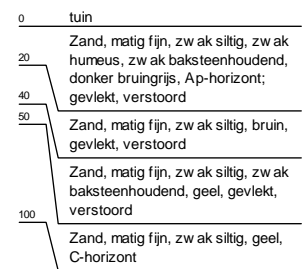 0 tuin
Zand, matig fijn, zwak siltig, zwak
20 humeus, zwak baksteenhoudend,
donker bruingrijs, Ap-horizont;
gevlekt, verstoord
40 Zand, matig fijn, zwak siltig, bruin,
50 gevlekt, verstoord
Zand, matig fijn, zwak siltig, zwak
baksteenhoudend, geel, gevlekt,
verstoord
100
Zand, matig fijn, zwak siltig, geel,
C-horizont